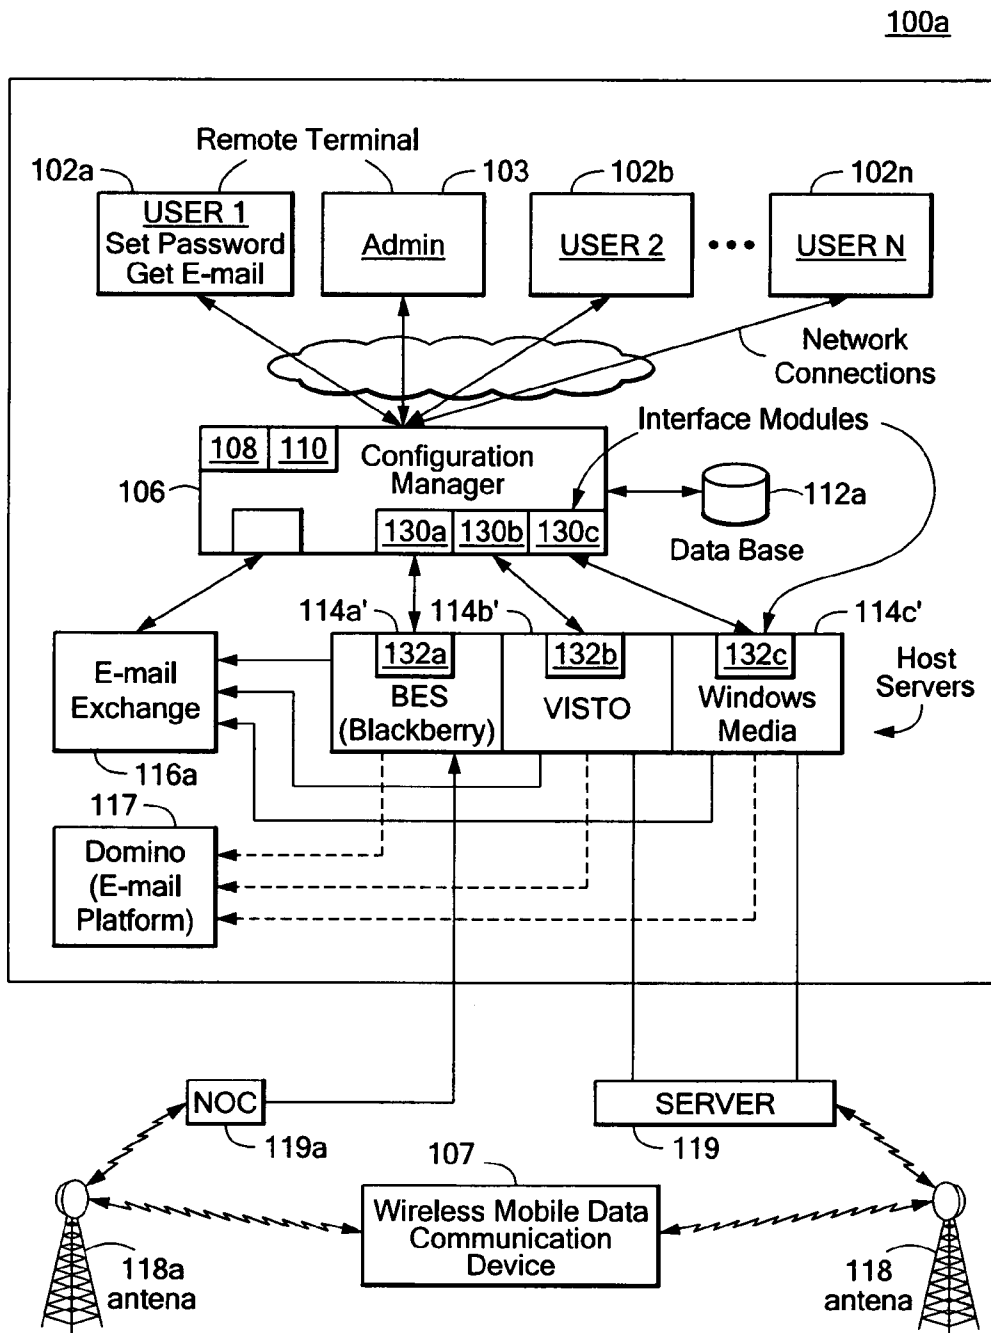 100a
Remote Terminal
102a
103
102b
102n
USER 1
Set Password
Get E-mail
Admin
USER 2
USER N
Network
Connections
Interface Modules
108
110
Configuration
Manager
106
130a
130b
130c
112a
Data Base
114a'
114b'
114c'
E-mail
Exchange
132a
BES
(Blackberry)
132b
VISTO
132c
Windows
Media
Host
Servers
116a
117
Domino
(E-mail
Platform)
NOC
119a
SERVER
119
107
Wireless Mobile Data
Communication
Device
118a
antena
118
antena